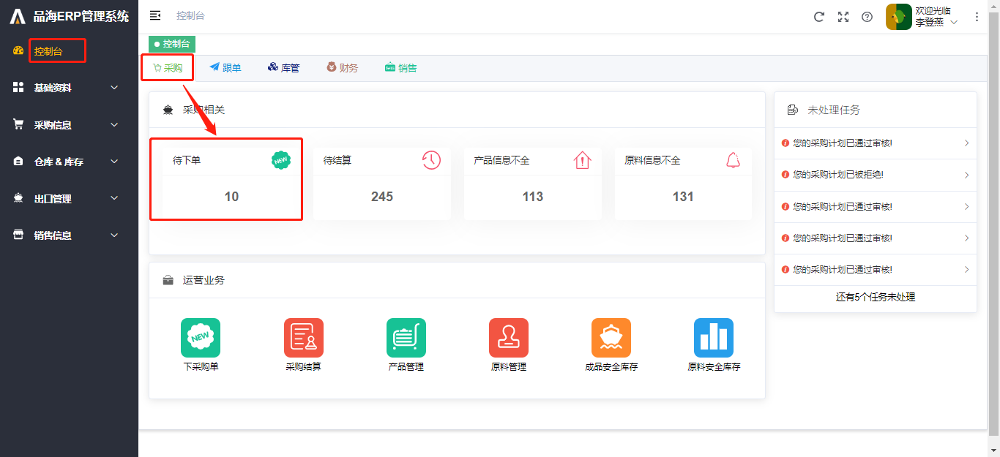 品海ERP管理系统
控制台
基础资料
采购信息
仓库 & 库存
出口管理
销售信息
控制台
欢迎光临
李登燕
控制台
采购
跟单
库管
财务
SALE
销售
采购相关
待下单
NEW
10
待结算
245
产品信息不全
113
原料信息不全
131
运营业务
NEW
下采购单
采购结算
产品管理
原料管理
成品安全库存
原料安全库存
未处理任务
您的采购计划已通过审核!
您的采购计划已被拒绝!
您的采购计划已通过审核!
您的采购计划已通过审核!
您的采购计划已通过审核!
还有5个任务未处理